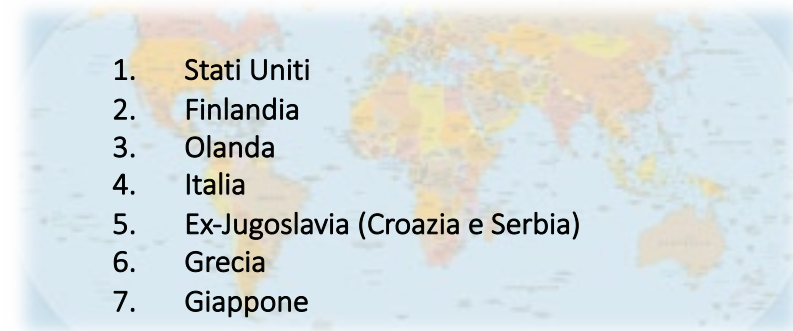 1. Stati Uniti
2. Finlandia
3. Olanda
4. Italia
5. Ex-Jugoslavia (Croazia e Serbia)
6. Grecia
7. Giappone